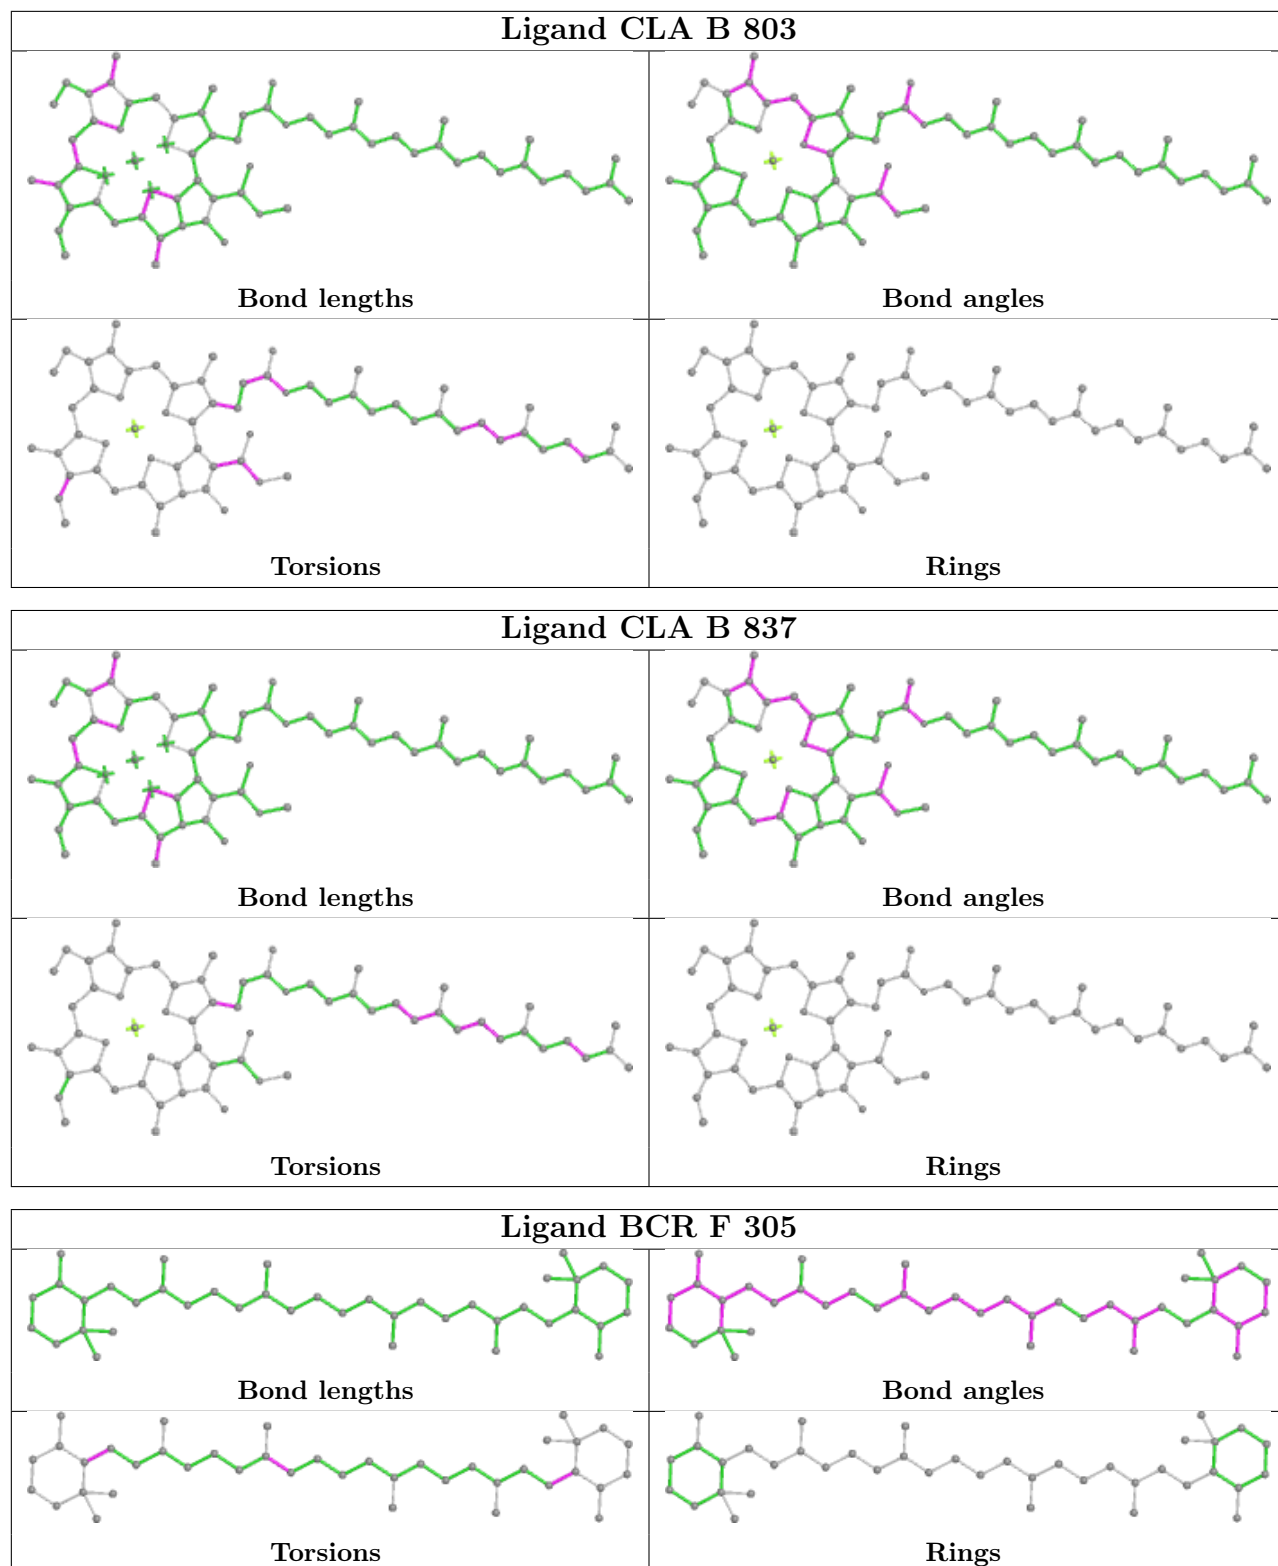 Ligand CLA B 803
Bond lengths
Bond angles
Torsions
Rings
Ligand CLA B 837
Bond lengths
Bond angles
Torsions
Rings
Ligand BCR F 305
Bond lengths
Bond angles
Torsions
Rings